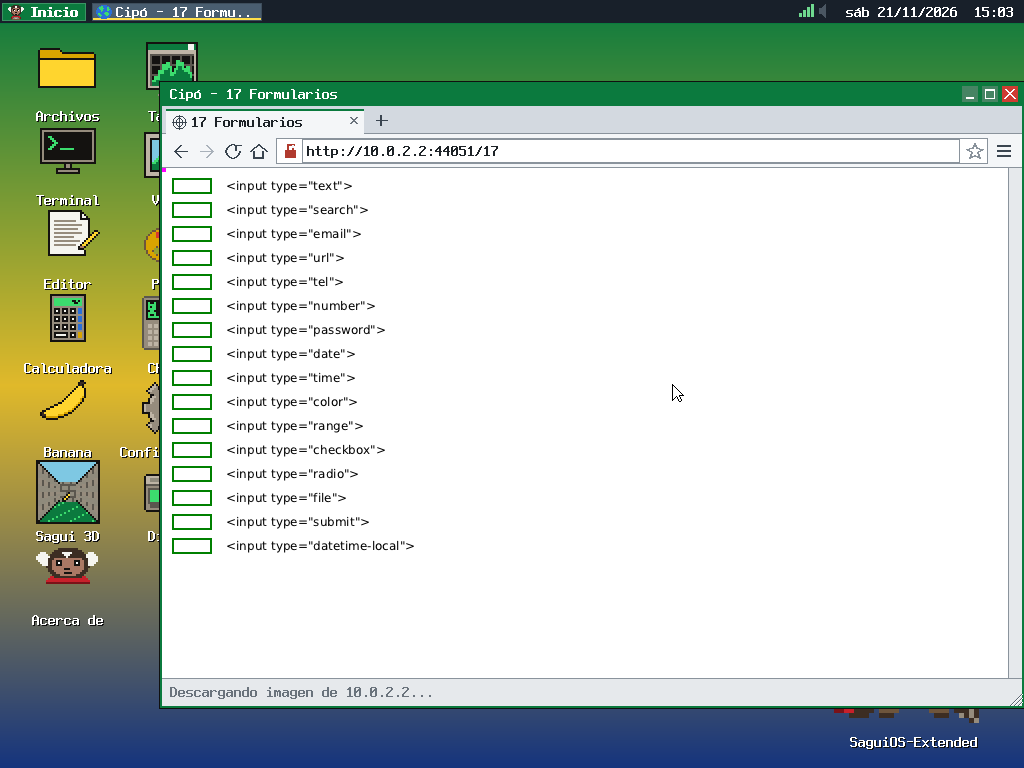 Inicio
Cipó - 17 Formu..
sáb 21/11/2026
15:03
Archivos
Terminal
Editor
Calculadora
Banana
Sagui 3D
Acerca de
Cipó - 17 Formularios
17 Formularios
http://10.0.2.2:44051/17
<input type="text">
<input type="search">
<input type="email">
<input type="url">
<input type="tel">
<input type="number">
<input type="password">
<input type="date">
<input type="time">
<input type="color">
<input type="range">
<input type="checkbox">
<input type="radio">
<input type="file">
<input type="submit">
<input type="datetime-local">
Descargando imagen de 10.0.2.2...
SaguiOS-Extended